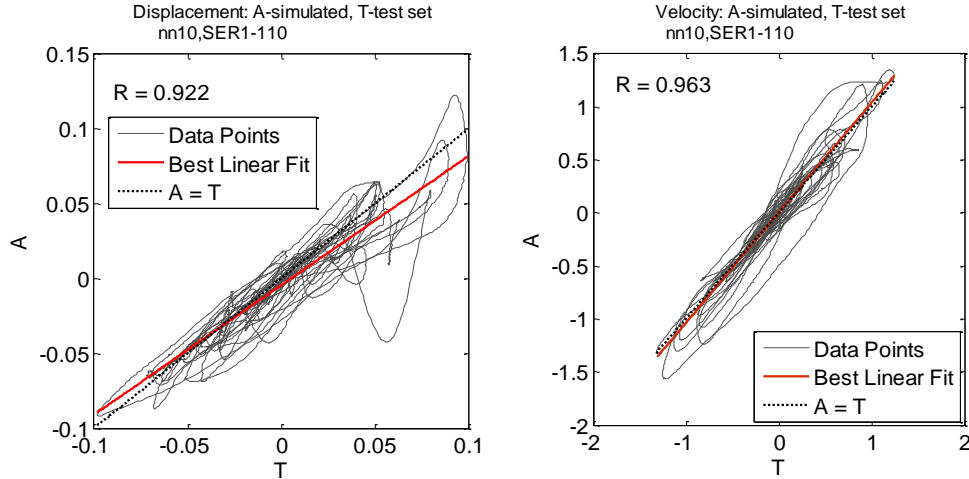 Displacement: A-simulated, T-test set
nn10,SER1-110
0.15
0.1
0.05
0
-0.05
-0.1
A
R = 0.922
Data Points
Best Linear Fit
A = T
-0.1
-0.05
0
0.05
0.1
T
Velocity: A-simulated, T-test set
nn10,SER1-110
1.5
1
0.5
0
-0.5
-1
-1.5
-2
A
R = 0.963
Data Points
Best Linear Fit
A = T
-2
-1
0
1
2
T